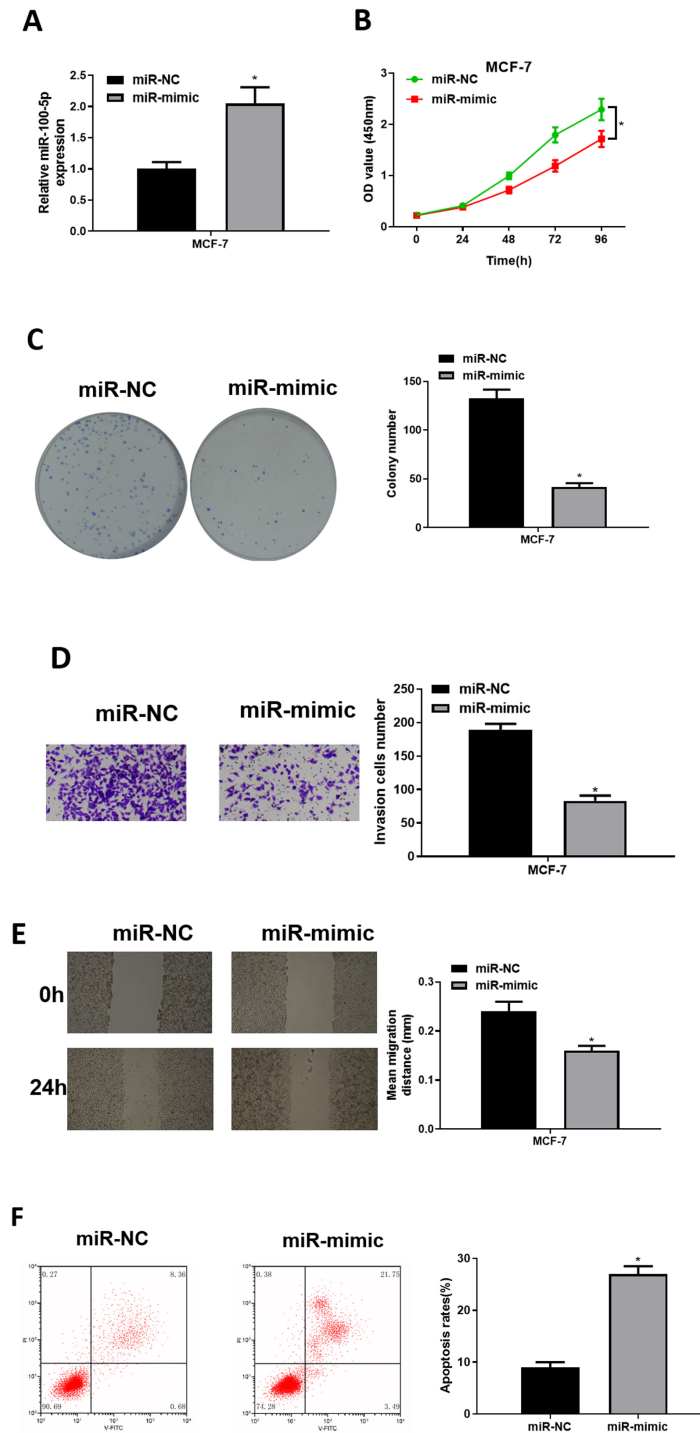 A
miR-NC
miR-mimic
*
Relative miR-100-5p
expression
2.5
2.0
1.5
1.0
0.5
0.0
MCF-7
B
MCF-7
miR-NC
miR-mimic
OD value (450nm)
3
2
1
0
*
0 24 48 72 96
Time(h)
C
miR-NC miR-mimic
miR-NC
miR-mimic
Colony number
150
100
50
0
*
MCF-7
D
miR-NC miR-mimic
miR-NC
miR-mimic
Invasion cells number
250
200
150
100
50
0
*
MCF-7
E
miR-NC miR-mimic
0h
24h
miR-NC
miR-mimic
Mean migration
distance (mm)
0.3
0.2
0.1
0.0
*
MCF-7
F
miR-NC
0.27 8.36
90.69 0.68
PI
V-FITC
miR-mimic
0.38 21.75
74.28 3.49
PI
V-FITC
Apoptosis rates(%)
30
20
10
0
*
miR-NC miR-mimic